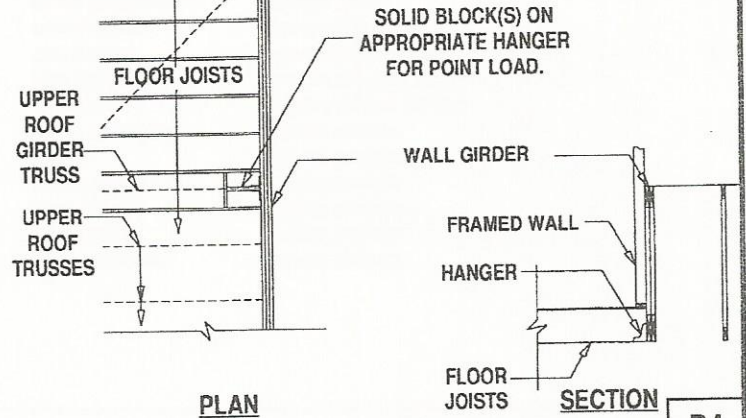 SOLID BLOCK(S) ON
APPROPRIATE HANGER
FOR POINT LOAD.
FLOOR JOISTS
UPPER
ROOF
GIRDER
TRUSS
UPPER
ROOF
TRUSSES
WALL GIRDER
FRAMED WALL
HANGER
FLOOR
JOISTS
PLAN
SECTION